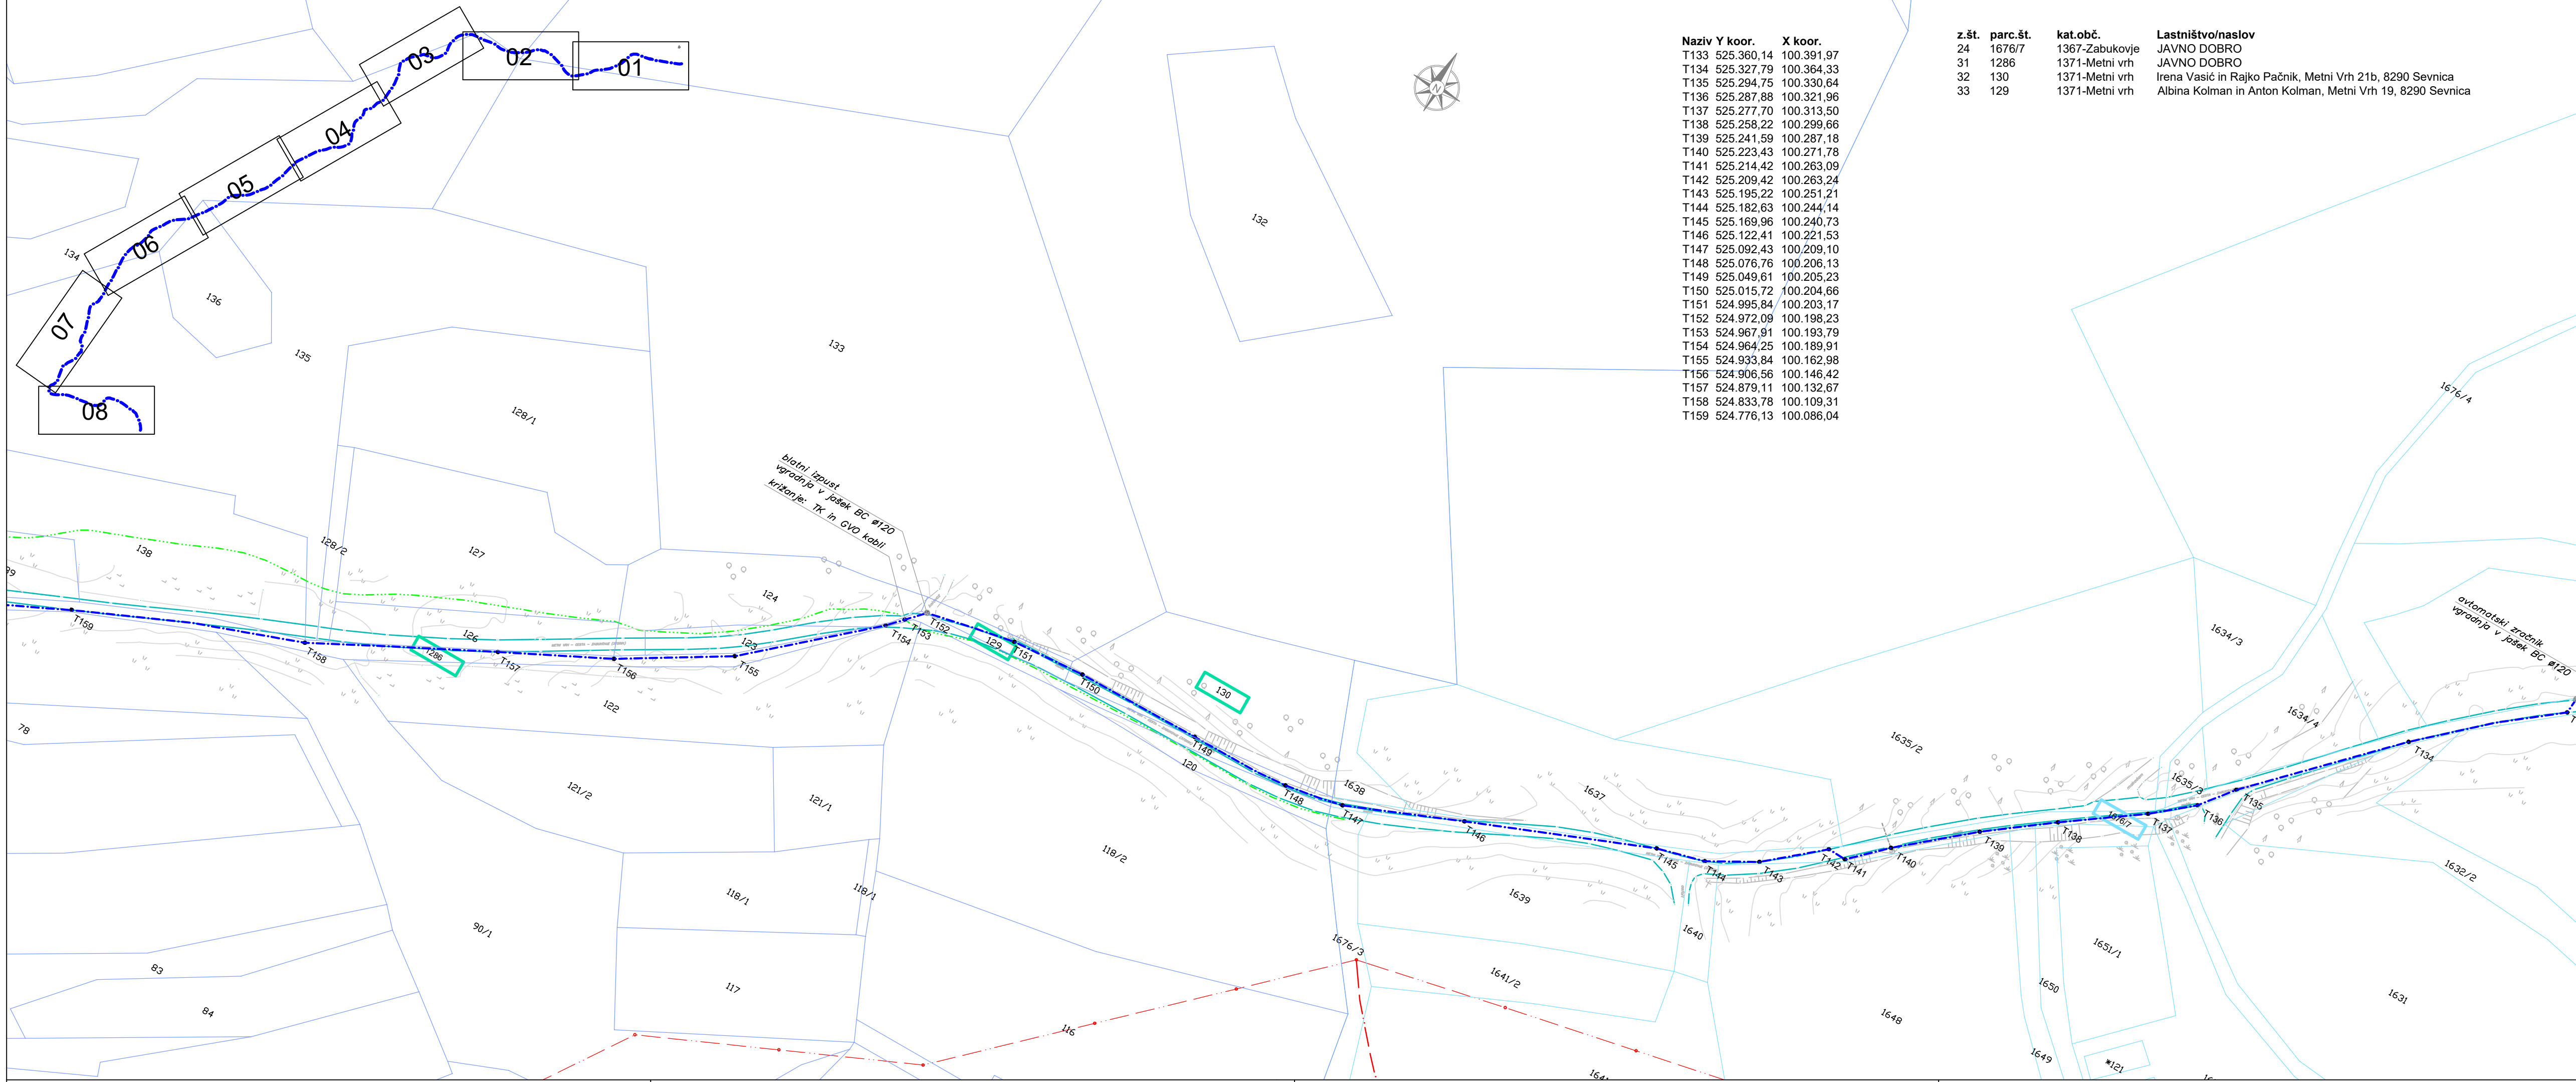 03
02
01
04
05
06
07
08
N
Naziv Y koor. X koor.
T133 525.360,14 100.391,97
T134 525.327,79 100.364,33
T135 525.294,75 100.330,64
T136 525.287,88 100.321,96
T137 525.277,70 100.313,50
T138 525.258,22 100.299,66
T139 525.241,59 100.287,18
T140 525.223,43 100.271,78
T141 525.214,42 100.263,09
T142 525.209,42 100.263,24
T143 525.195,22 100.251,21
T144 525.182,63 100.244,14
T145 525.169,96 100.240,73
T146 525.122,41 100.221,53
T147 525.092,43 100.209,10
T148 525.076,76 100.206,13
T149 525.049,61 100.205,23
T150 525.015,72 100.204,66
T151 524.995,84 100.203,17
T152 524.972,09 100.198,23
T153 524.967,91 100.193,79
T154 524.964,25 100.189,91
T155 524.933,84 100.162,98
T156 524.906,56 100.146,42
T157 524.879,11 100.132,67
T158 524.833,78 100.109,31
T159 524.776,13 100.086,04
z.št. parc.št. kat.obč. Lastništvo/naslov
24 1676/7 1367-Zabukovje JAVNO DOBRO
31 1286 1371-Metni vrh JAVNO DOBRO
32 130 1371-Metni vrh Irena Vasić in Rajko Pačnik, Metni Vrh 21b, 8290 Sevnica
33 129 1371-Metni vrh Albina Kolman in Anton Kolman, Metni Vrh 19, 8290 Sevnica
134
136
135
133
132
128/1
1676/4
blatni izpust
vgradnja v jašek BC ø120
križanje: TK in GVO kabli
138
128/2
127
124
avtomatski zračnik
vgradnja v jašek BC ø120
1634/3
T159
T158
1286
126
T157
T156
123
T155
T154
T153
T152
129
T151
T150
130
122
78
T149
120
T148
1638
T147
T146
1637
1635/2
1634/4
T134
1635/3
T135
T136
T137
1676/7
T138
T139
T140
T141
T142
T143
T144
T145
121/2
121/1
118/2
118/1
118/1
1639
1632/2
90/1
1640
1676/3
1651/1
83
117
1641/2
1650
1631
84
116
1648
1649
*121